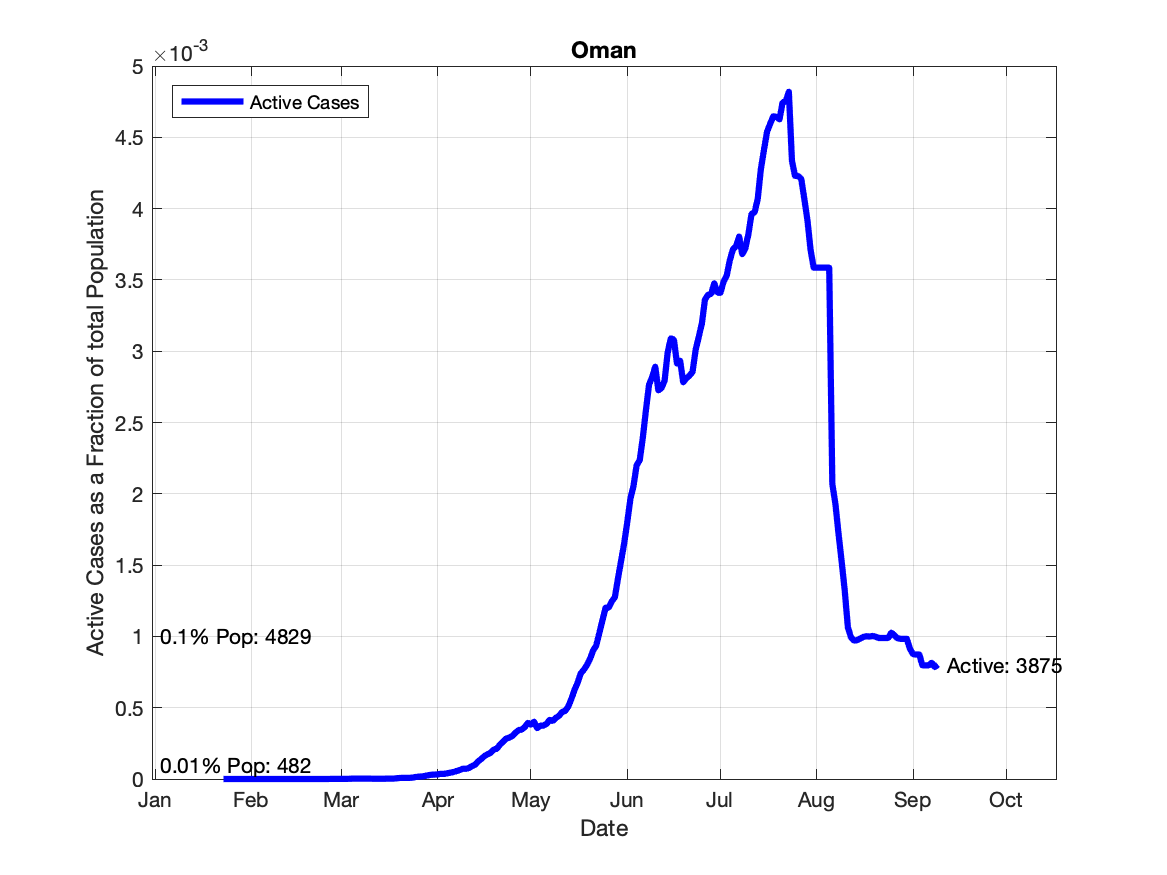 Oman
×10-3
Active Cases
5
4.5
4
3.5
3
2.5
2
1.5
1
0.5
0
Active Cases as a Fraction of total Population
0.1% Pop: 4829
0.01% Pop: 482
Active: 3875
Jan Feb Mar Apr May Jun Jul Aug Sep Oct
Date